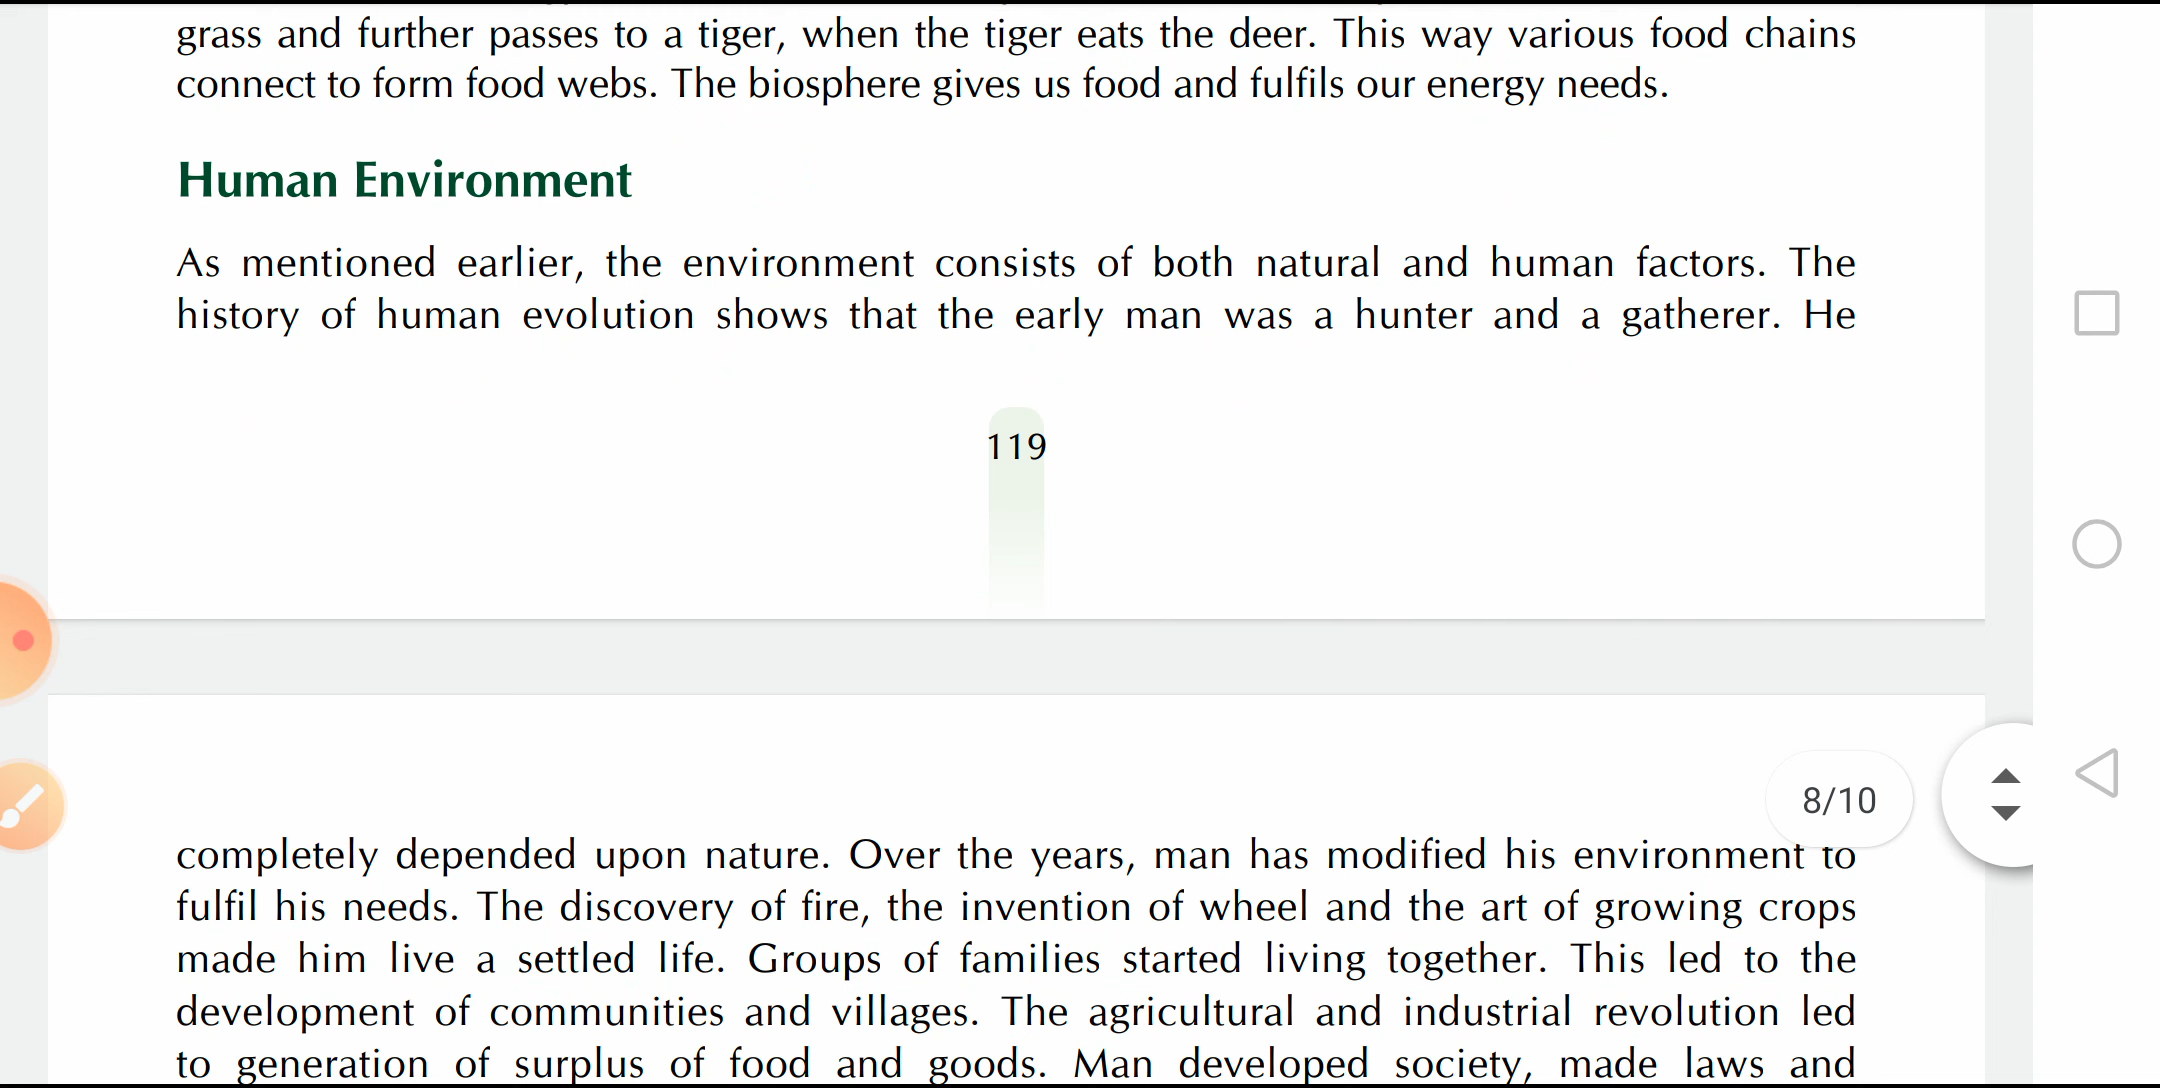 grass and further passes to a tiger, when the tiger eats the deer. This way various food chains
connect to form food webs. The biosphere gives us food and fulfils our energy needs.
Human Environment
As mentioned earlier, the environment consists of both natural and human factors. The
history of human evolution shows that the early man was a hunter and a gatherer. He
119
8/10
completely depended upon nature. Over the years, man has modified his environment to
fulfil his needs. The discovery of fire, the invention of wheel and the art of growing crops
made him live a settled life. Groups of families started living together. This led to the
development of communities and villages. The agricultural and industrial revolution led
to generation of surplus of food and goods. Man developed society, made laws and